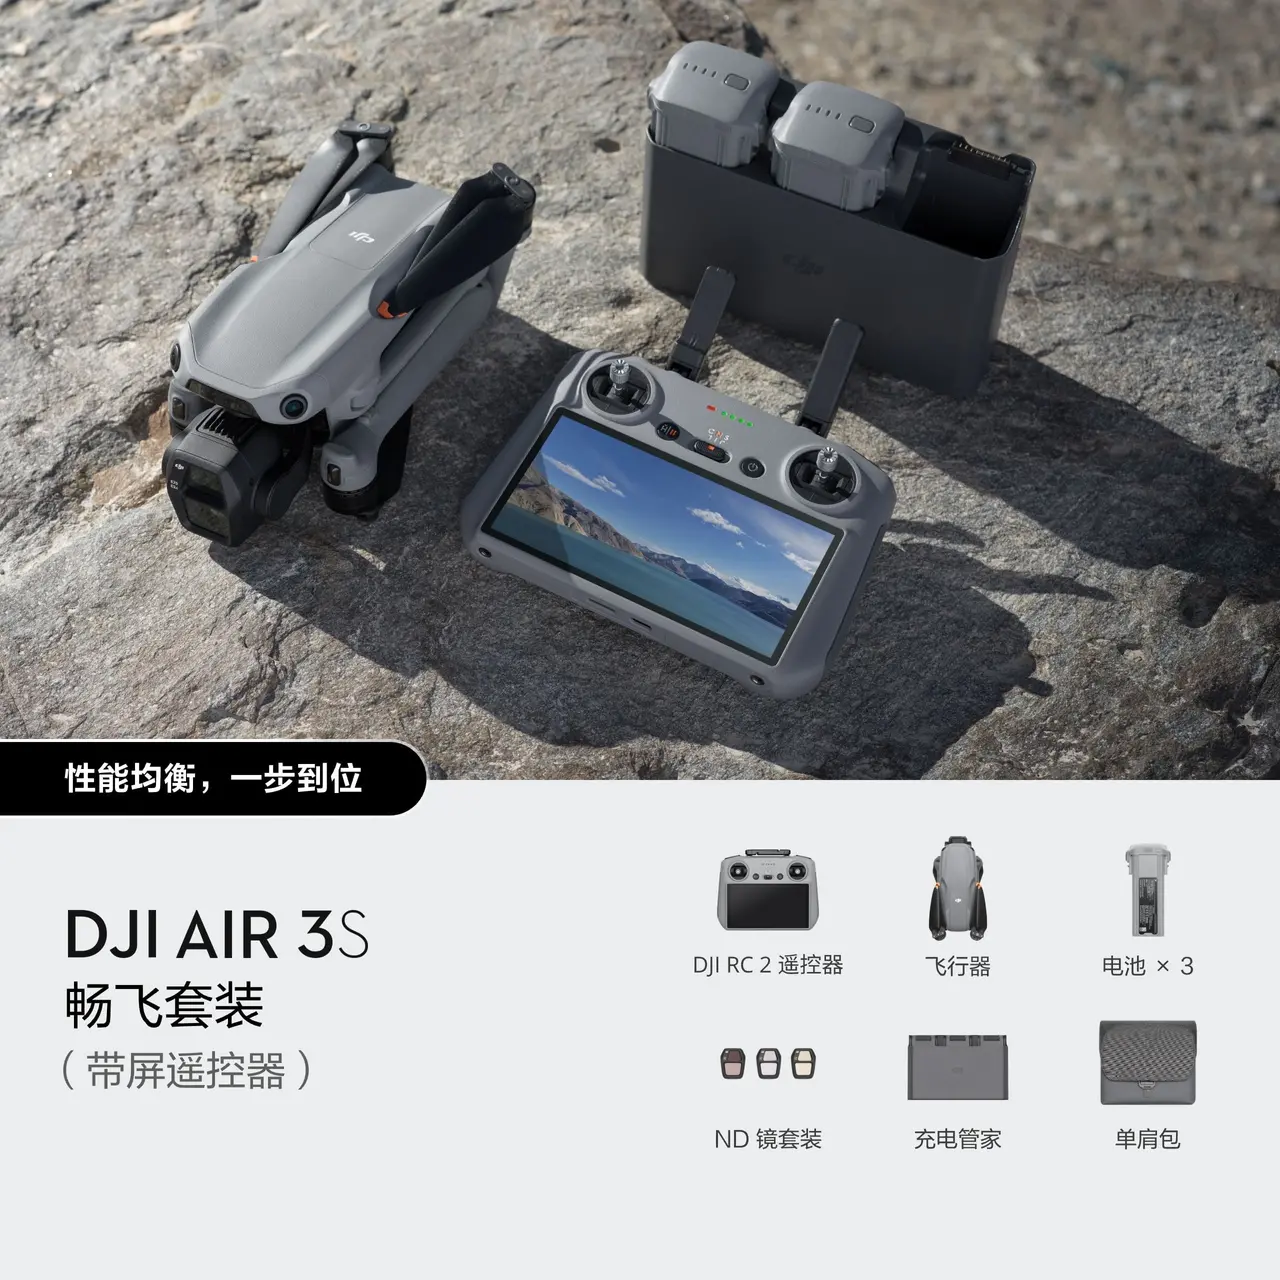 dji
性能均衡，一步到位
DJI AIR 3S
畅飞套装
（带屏遥控器）
DJI RC 2 遥控器
飞行器
电池 × 3
ND 镜套装
充电管家
单肩包